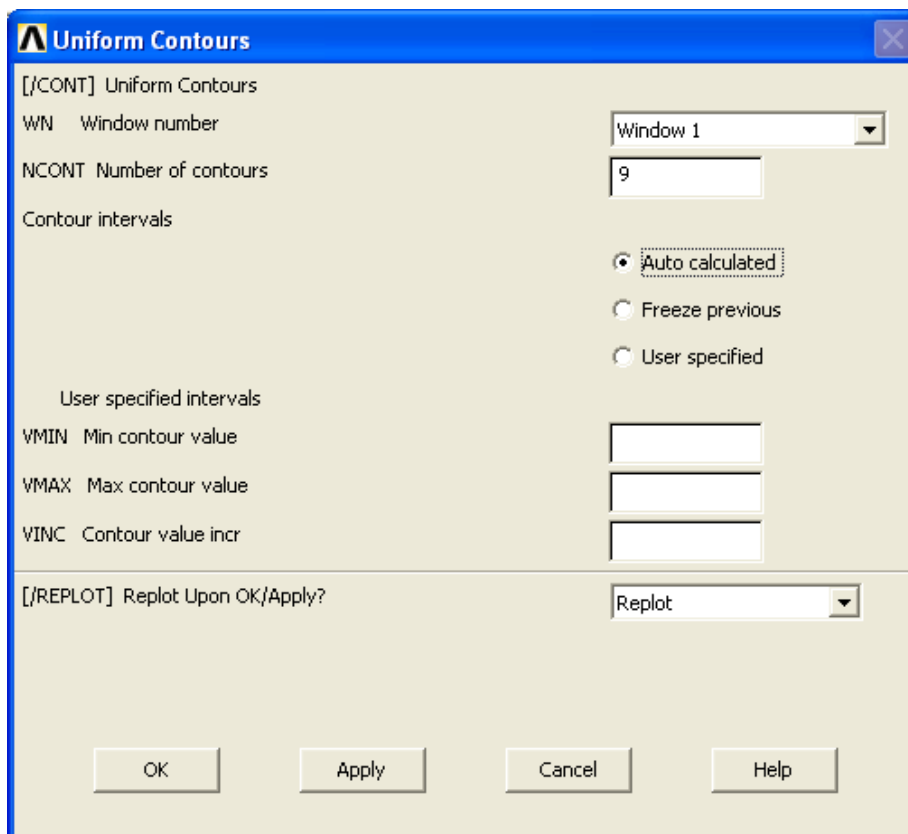 Uniform Contours
[/CONT] Uniform Contours
WN Window number Window 1
NCONT Number of contours 9
Contour intervals
Auto calculated
Freeze previous
User specified
User specified intervals
VMIN Min contour value
VMAX Max contour value
VINC Contour value incr
[/REPLOT] Replot Upon OK/Apply? Replot
OK Apply Cancel Help